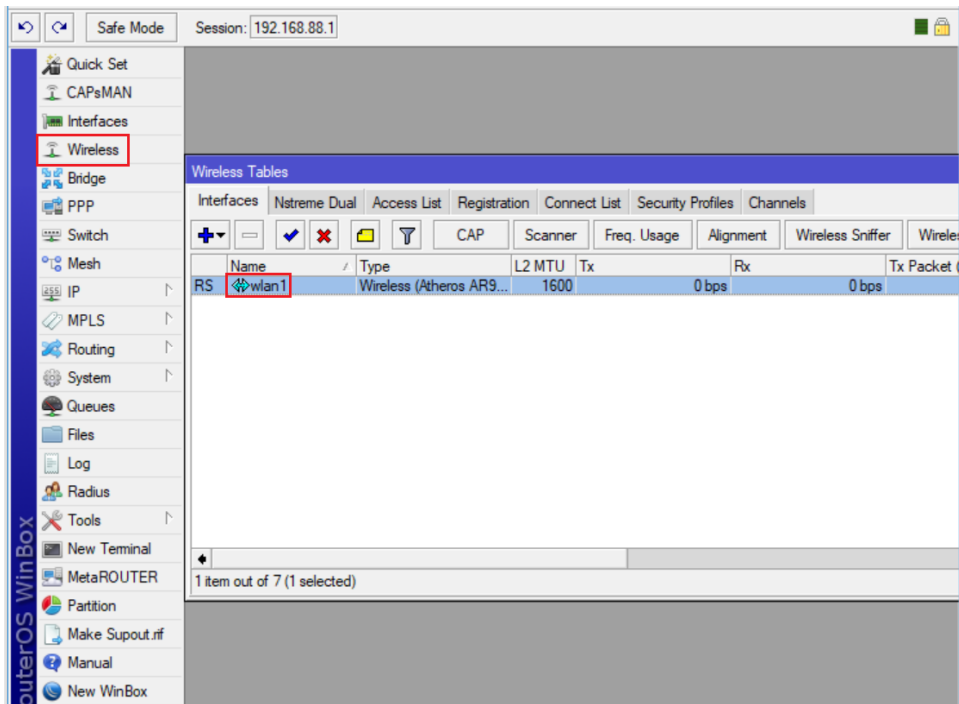 Safe Mode Session: 192.168.88.1
Quick Set
CAPsMAN
Interfaces
Wireless
Bridge
PPP
Switch
Mesh
IP
MPLS
Routing
System
Queues
Files
Log
Radius
Tools
New Terminal
MetaROUTER
Partition
Make Supout.rif
Manual
New WinBox
outerOS WinBox
Wireless Tables
Interfaces Nstreme Dual Access List Registration Connect List Security Profiles Channels
CAP Scanner Freq. Usage Alignment Wireless Sniffer Wireles
Name / Type L2 MTU Tx Rx Tx Packet (
RS wlan1 Wireless (Atheros AR9... 1600 0 bps 0 bps
1 item out of 7 (1 selected)